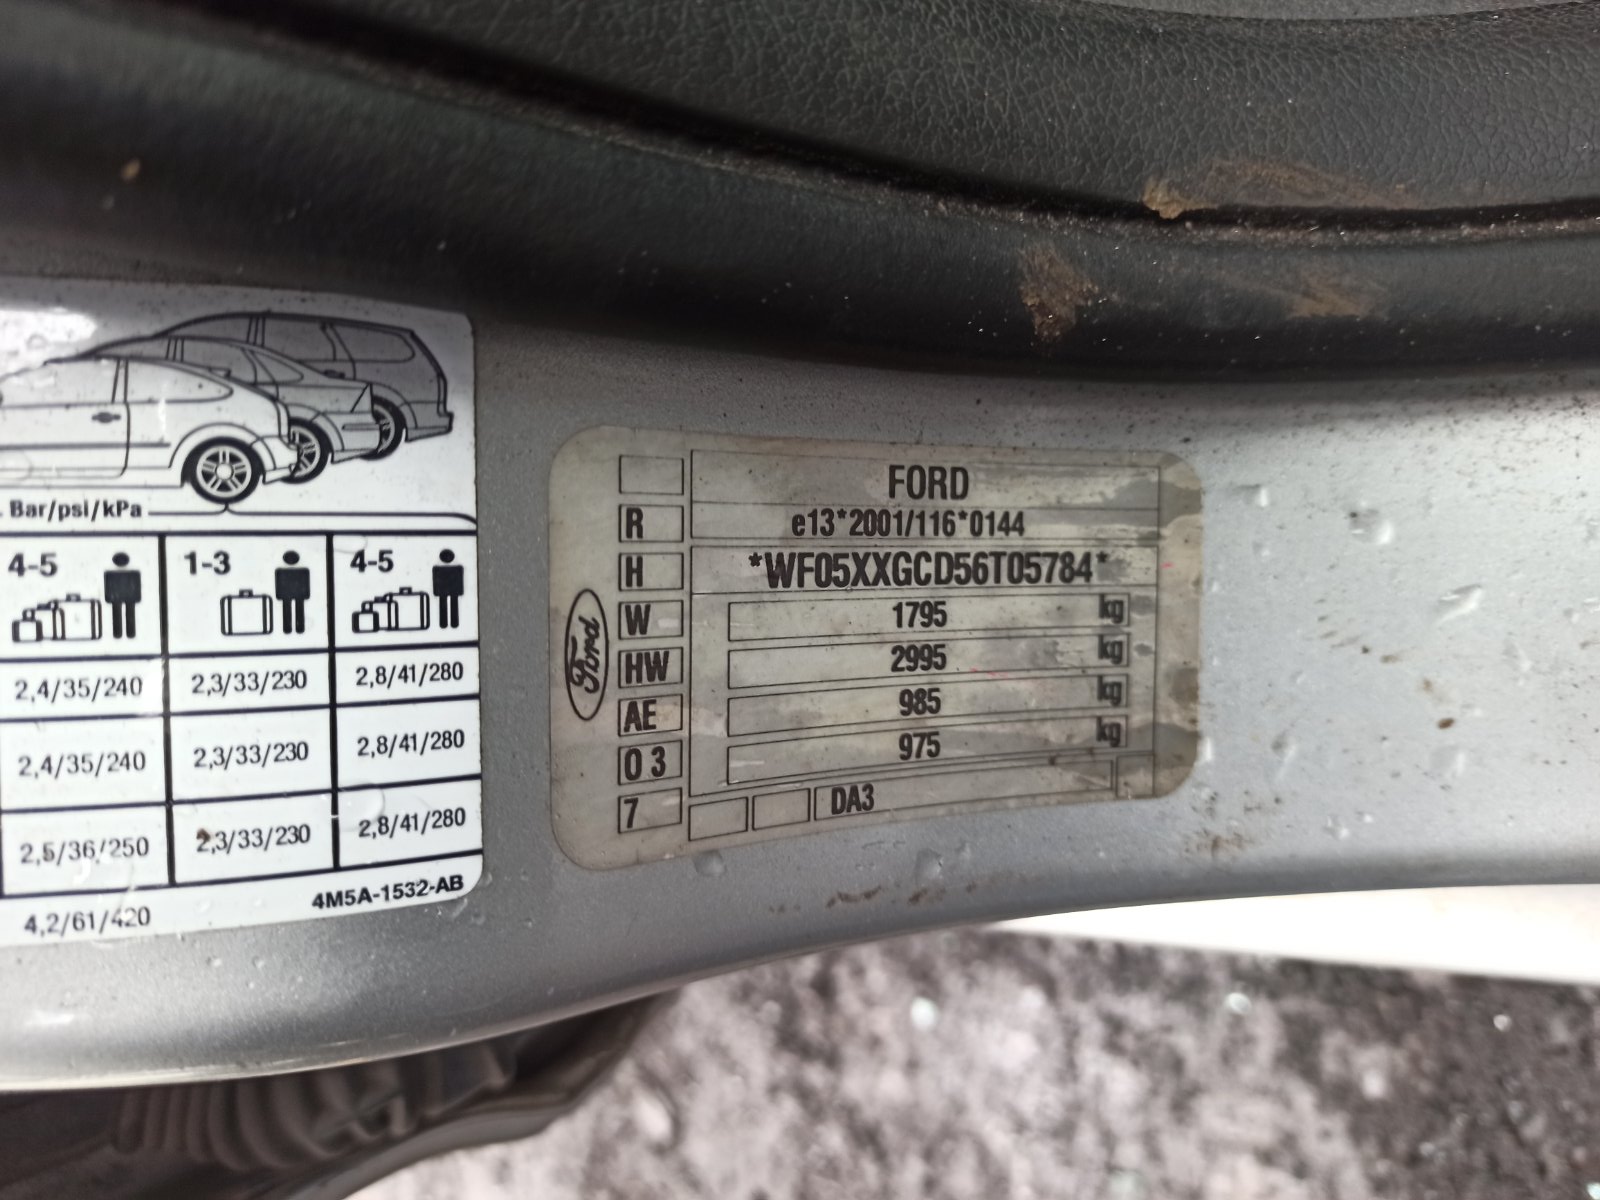 Bar/psi/kPa
4-5 1-3 4-5
2,4/35/240 2,3/33/230 2,8/41/280
2,4/35/240 2,3/33/230 2,8/41/280
2,5/36/250 2,3/33/230 2,8/41/280
4,2/61/420
4M5A-1532-AB
Ford
FORD
R e13*2001/116*0144
H *WF05XXGCD56T05784*
W 1795 kg
HW 2995 kg
AE 985 kg
0 3 975 kg
7 DA3